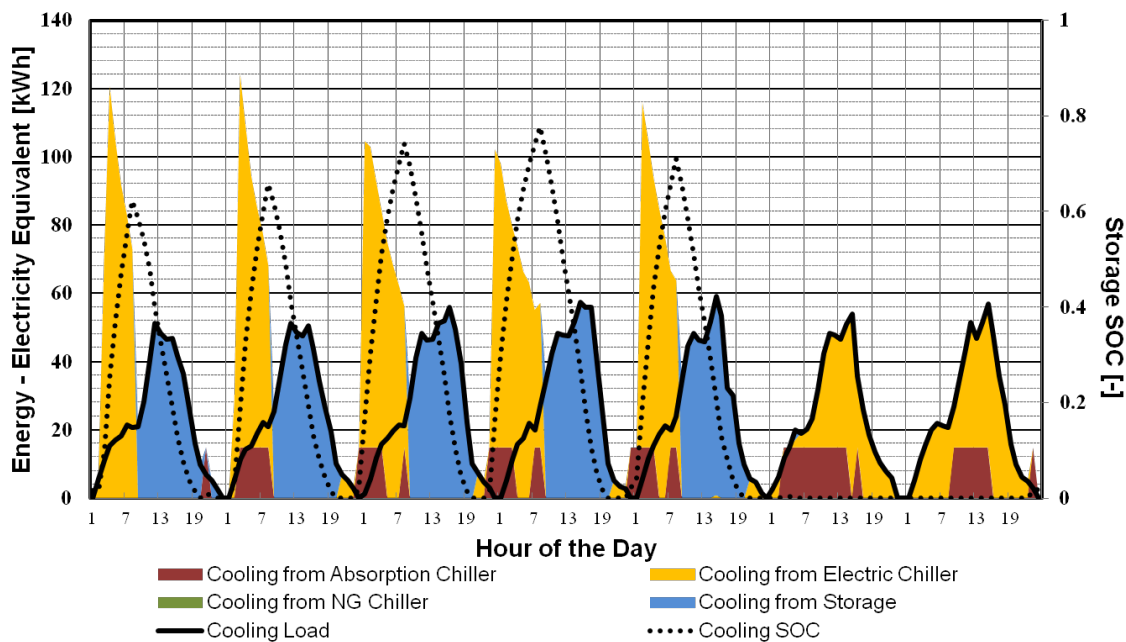 Energy - Electricity Equivalent [kWh]
140
120
100
80
60
40
20
0
1
0.8
0.6
0.4
0.2
0
Storage SOC [-]
1 7 13 19 1 7 13 19 1 7 13 19 1 7 13 19 1 7 13 19 1 7 13 19 1 7 13 19
Hour of the Day
Cooling from Absorption Chiller
Cooling from Electric Chiller
Cooling from NG Chiller
Cooling from Storage
Cooling Load
Cooling SOC